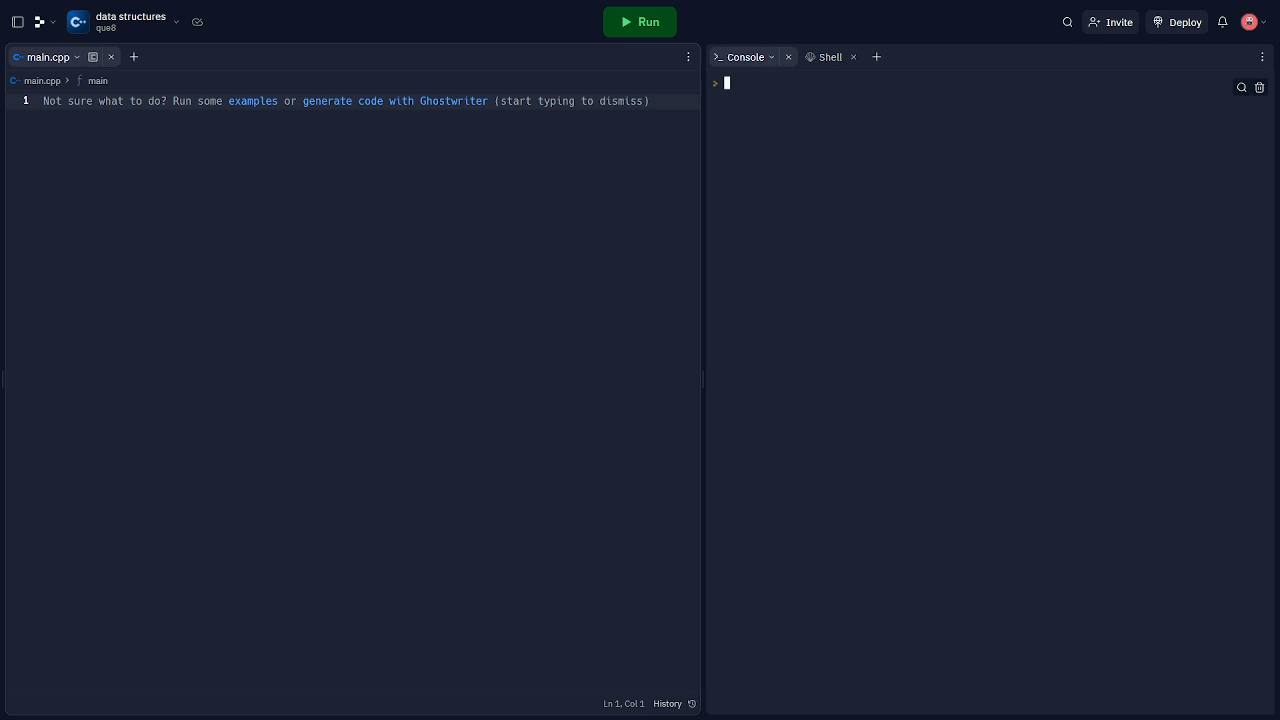 data structures
que8
Run
Invite
Deploy
main.cpp
main.cpp > main
1 Not sure what to do? Run some examples or generate code with Ghostwriter (start typing to dismiss)
Ln 1, Col 1 History
>_ Console
Shell
>